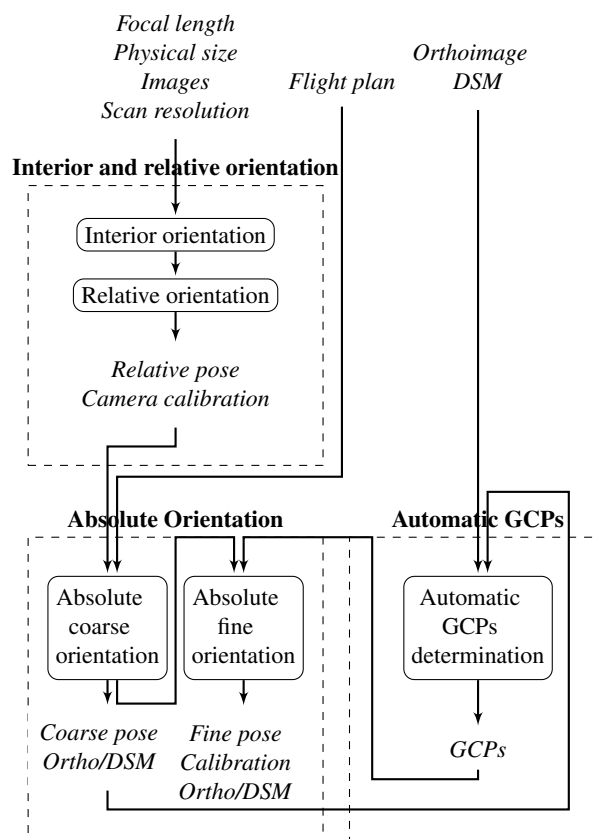 Focal length
Physical size
Images
Scan resolution
Flight plan
Orthoimage
DSM
Interior and relative orientation
Interior orientation
Relative orientation
Relative pose
Camera calibration
Absolute Orientation
Automatic GCPs
Absolute
coarse
orientation
Absolute
fine
orientation
Automatic
GCPs
determination
Coarse pose
Ortho/DSM
Fine pose
Calibration
Ortho/DSM
GCPs